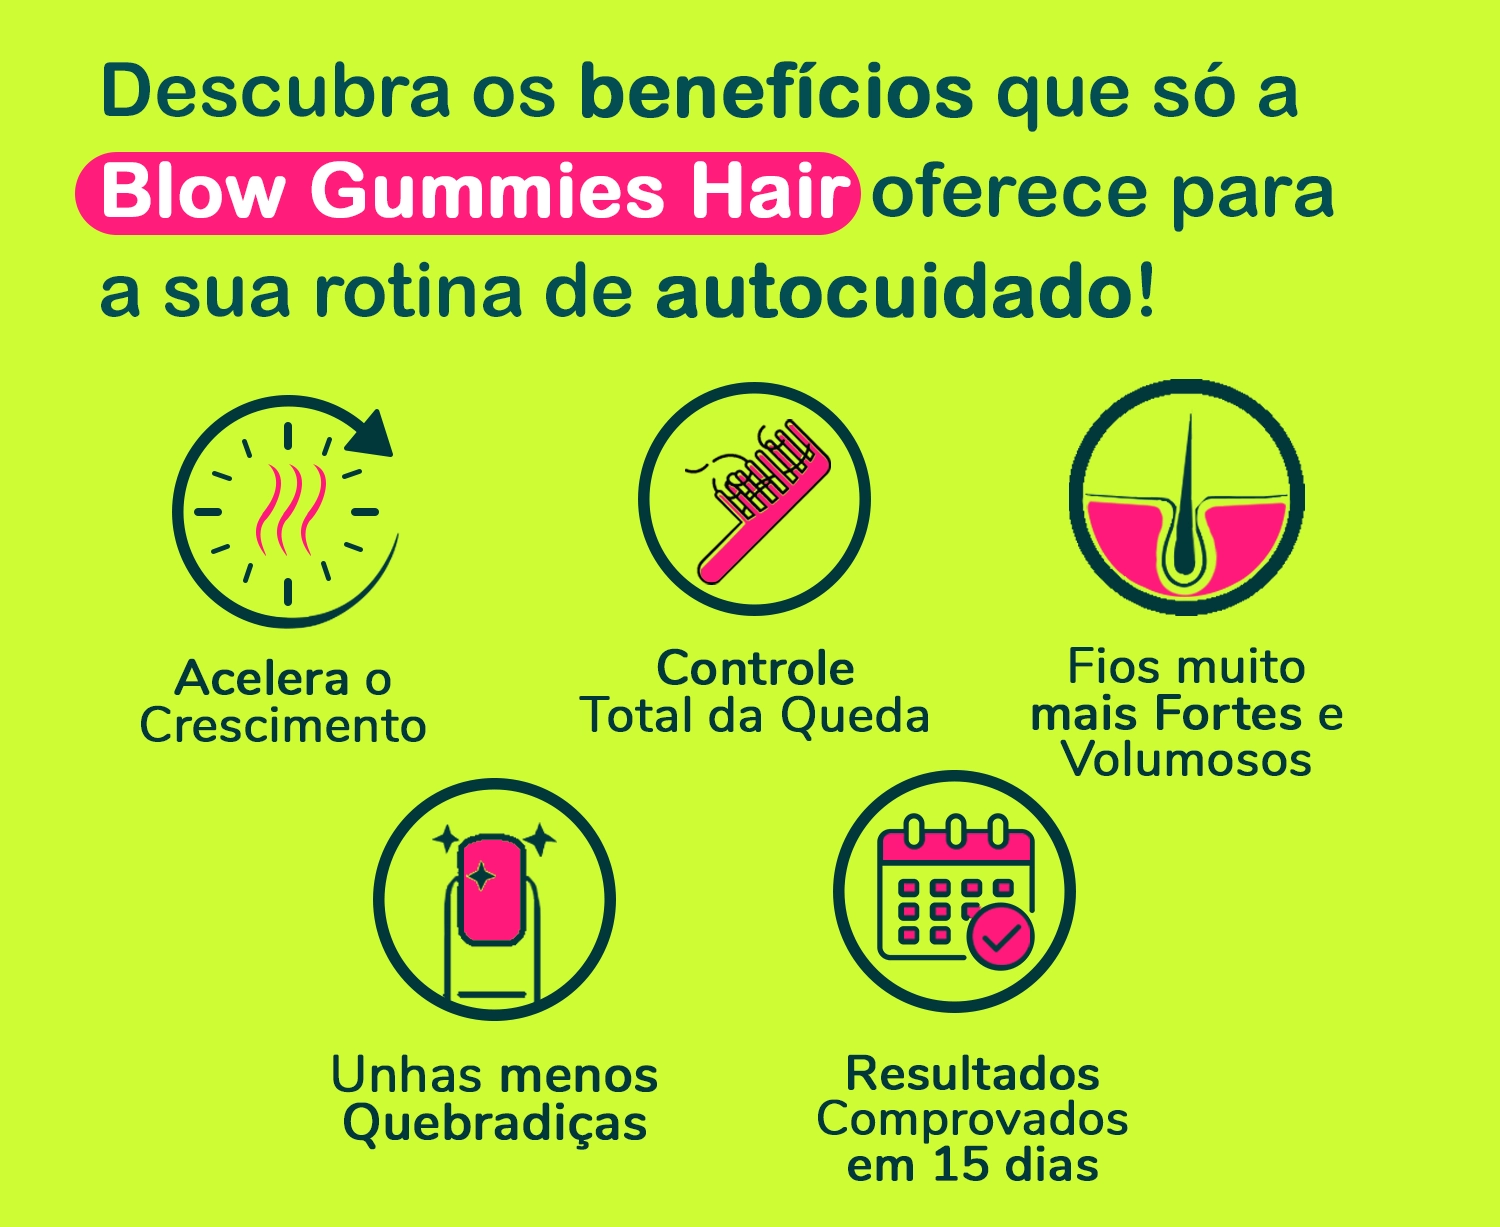 Descubra os benefícios que só a
Blow Gummies Hair oferece para
a sua rotina de autocuidado!
Acelera o
Crescimento
Controle
Total da Queda
Fios muito
mais Fortes e
Volumosos
Unhas menos
Quebradiças
Resultados
Comprovados
em 15 dias